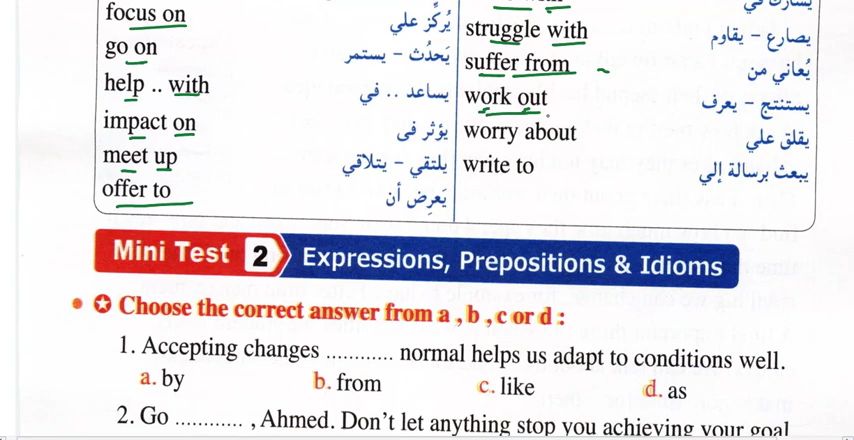 يشارك في
focus on يُركِّز علي
struggle with يصارع – يقاوم
go on يَحدُث – يستمر
suffer from يُعاني من
help .. with يساعد .. في
work out يستنتج – يعرف
impact on يؤثر فى
worry about يقلق علي
meet up يلتقي – يتلاقي
write to يبعث برسالة إلي
offer to يَعرِض أن
Mini Test 2 Expressions, Prepositions & Idioms
Choose the correct answer from a , b , c or d :
1. Accepting changes ............ normal helps us adapt to conditions well.
a. by b. from c. like d. as
2. Go ............ , Ahmed. Don't let anything stop you achieving your goal